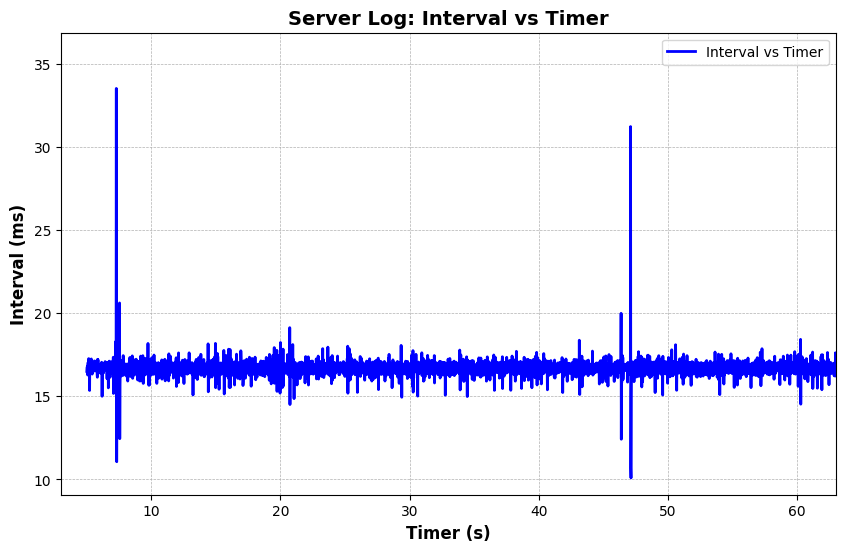 Server Log: Interval vs Timer
Interval vs Timer
35
30
25
20
15
10
Interval (ms)
10 20 30 40 50 60
Timer (s)